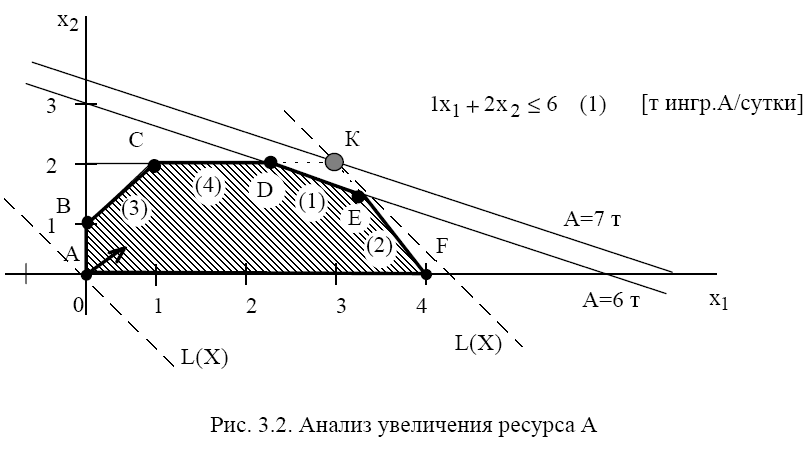 x₂
1x₁ + 2x₂ ≤ 6 (1) [т ингр.А/сутки]
3
С К
2
(4) D
(3) (1)
В Е А=7 т
1
А (2) F
0 1 2 3 4 А=6 т x₁
L(X) L(X)
Рис. 3.2. Анализ увеличения ресурса А